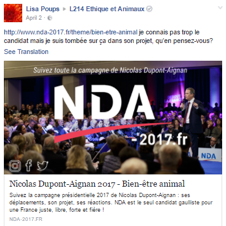 Lisa Poups ▸ L214 Ethique et Animaux
April 2 ·
http://www.nda-2017.fr/theme/bien-etre-animal je connais pas trop le
candidat mais je suis tombée sur ça dans son projet, qu'en pensez-vous?
See Translation
Suivez toute la campagne de Nicolas Dupont-Aignan
NDA
-2017.fr
Nicolas Dupont-Aignan 2017 - Bien-être animal
Suivez la campagne présidentielle 2017 de Nicolas Dupont-Aignan : ses
déplacements, son projet, ses réactions. NDA est le seul candidat gaulliste pour
une France juste, libre, forte et fière !
NDA-2017.FR